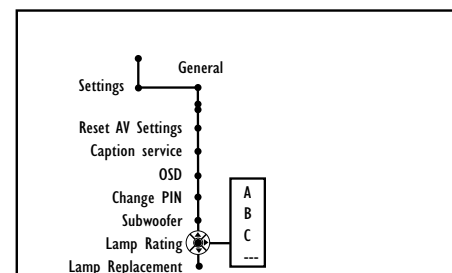 General
Settings
Reset AV Settings
Caption service
OSD
Change PIN
Subwoofer
Lamp Rating
Lamp Replacement
A
B
C
---